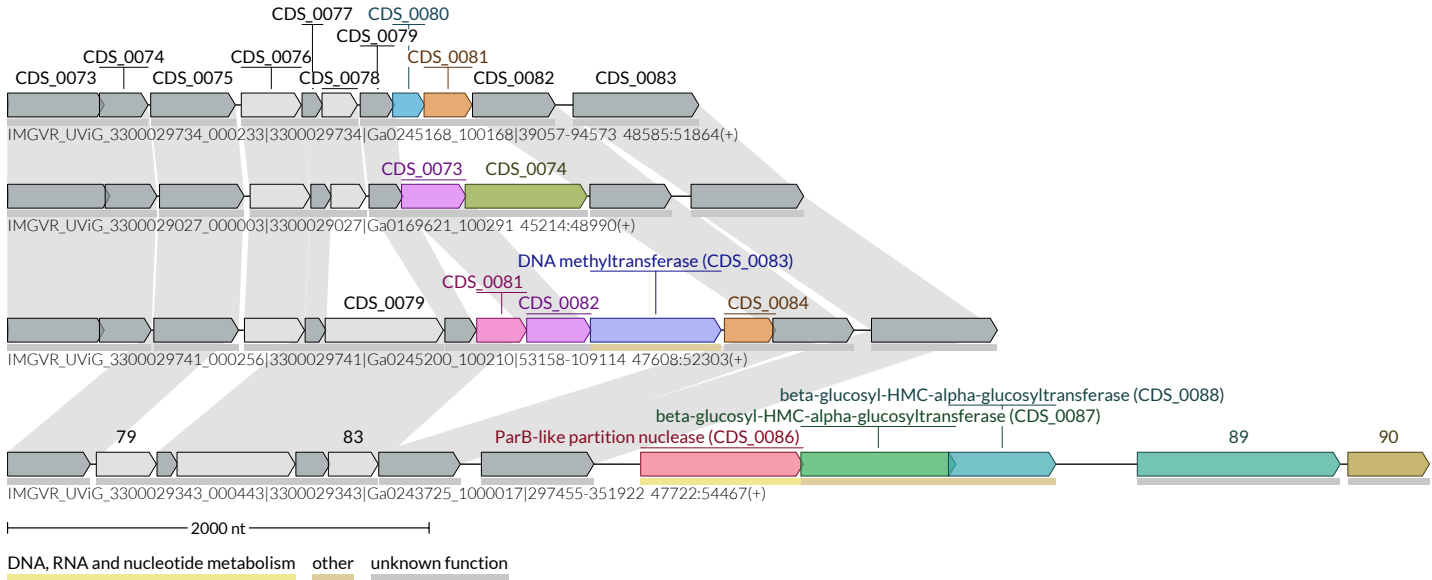 CDS_0077 CDS_0080
CDS_0079
CDS_0074 CDS_0076 CDS_0081
CDS_0073 CDS_0075 CDS_0078 CDS_0082 CDS_0083
IMGVR_UViG_3300029734_000233|3300029734|Ga0245168_100168|39057-94573 48585:51864(+)
CDS_0073 CDS_0074
IMGVR_UViG_3300029027_000003|3300029027|Ga0169621_100291 45214:48990(+)
DNA methyltransferase (CDS_0083)
CDS_0081
CDS_0079 CDS_0082 CDS_0084
IMGVR_UViG_3300029741_000256|3300029741|Ga0245200_100210|53158-109114 47608:52303(+)
beta-glucosyl-HMC-alpha-glucosyltransferase (CDS_0088)
beta-glucosyl-HMC-alpha-glucosyltransferase (CDS_0087)
79 83 ParB-like partition nuclease (CDS_0086) 89 90
IMGVR_UViG_3300029343_000443|3300029343|Ga0243725_1000017|297455-351922 47722:54467(+)
2000 nt
DNA, RNA and nucleotide metabolism other unknown function